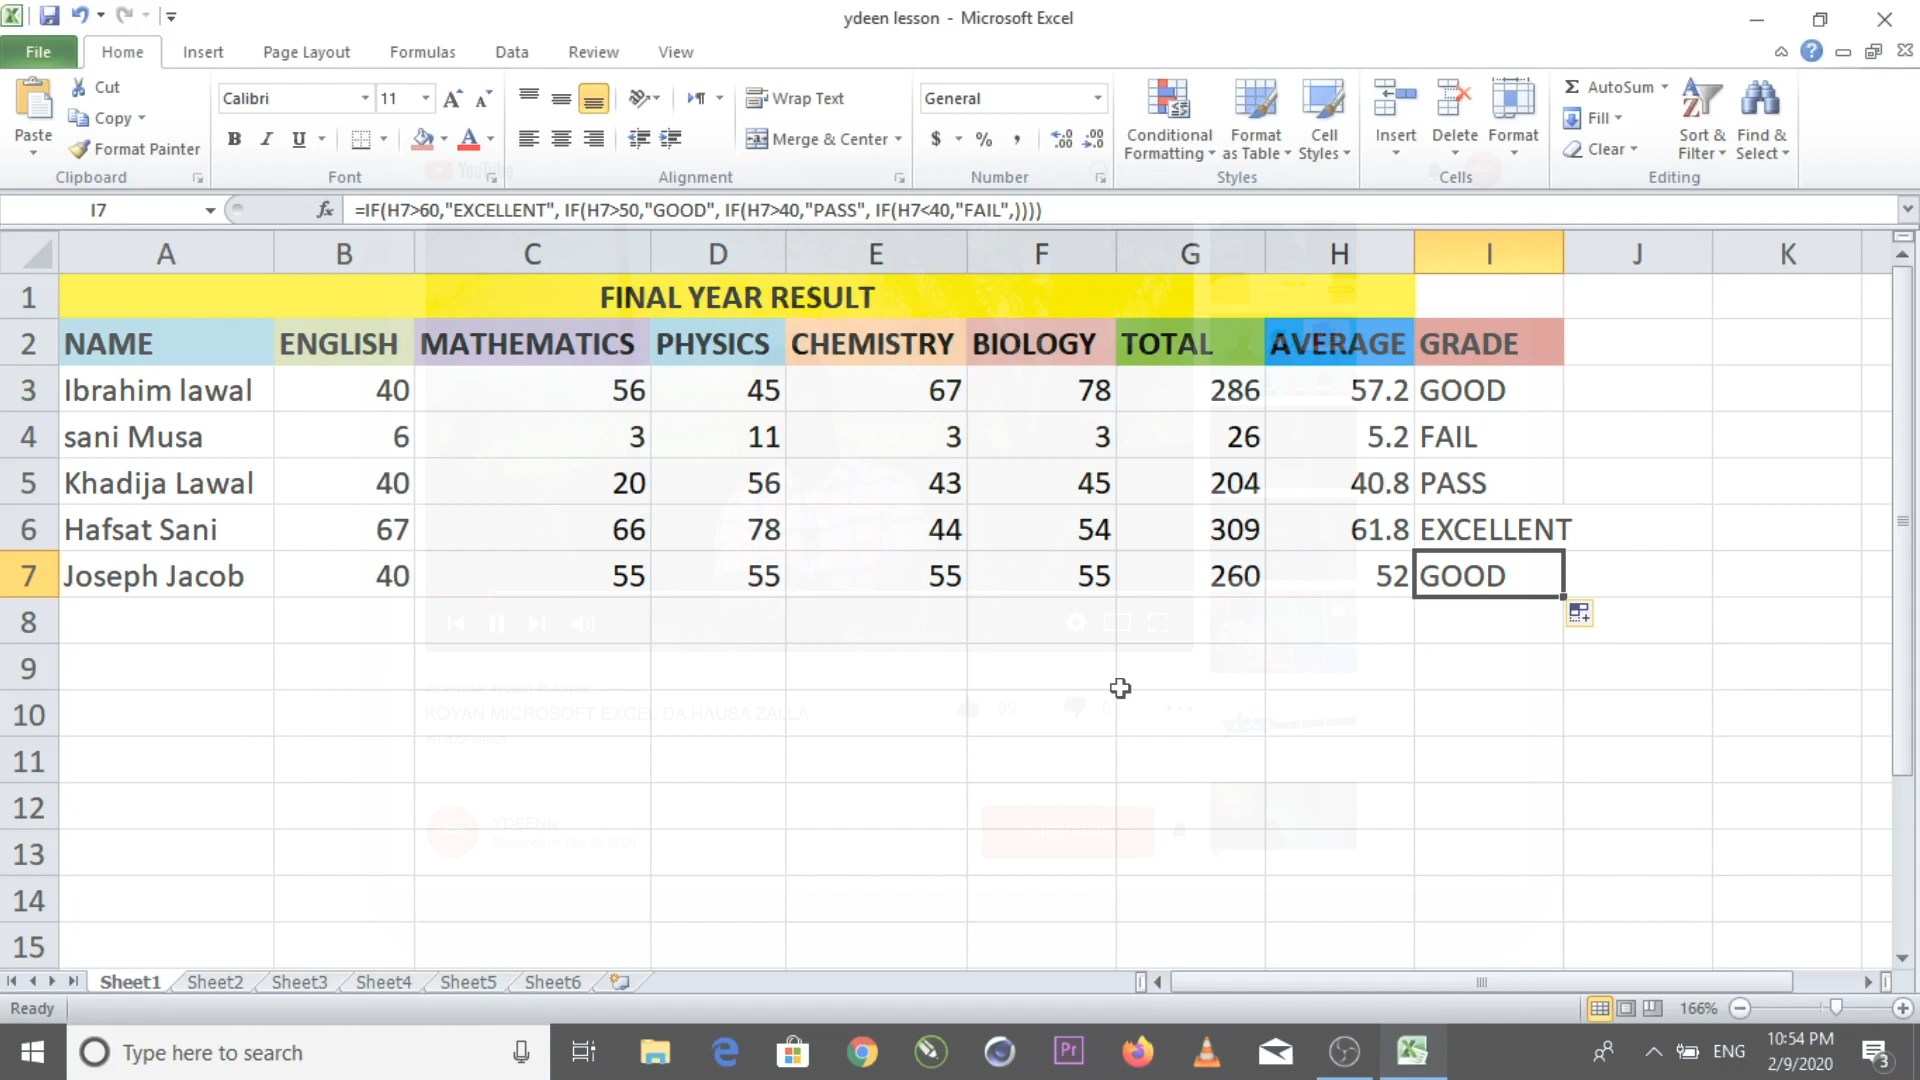 ydeen lesson - Microsoft Excel
File Home Insert Page Layout Formulas Data Review View
Paste
Cut
Copy
Format Painter
Clipboard
Calibri 11
B I U
Font
Wrap Text
Merge & Center
Alignment
General
$ % ,
Number
Conditional Formatting
Format as Table
Cell Styles
Styles
Insert Delete Format
Cells
AutoSum
Fill
Clear
Sort & Filter
Find & Select
Editing
I7 fx =IF(H7>60,"EXCELLENT", IF(H7>50,"GOOD", IF(H7>40,"PASS", IF(H7<40,"FAIL",))))
A B C D E F G H I J K
1 FINAL YEAR RESULT
2 NAME ENGLISH MATHEMATICS PHYSICS CHEMISTRY BIOLOGY TOTAL AVERAGE GRADE
3 Ibrahim lawal 40 56 45 67 78 286 57.2 GOOD
4 sani Musa 6 3 11 3 3 26 5.2 FAIL
5 Khadija Lawal 40 20 56 43 45 204 40.8 PASS
6 Hafsat Sani 67 66 78 44 54 309 61.8 EXCELLENT
7 Joseph Jacob 40 55 55 55 55 260 52 GOOD
8
9
10
KOYAN MICROSOFT EXCEL DA HAUSA ZALLA 99 0
11
12
YDEENtv
13
14
15
Sheet1 Sheet2 Sheet3 Sheet4 Sheet5 Sheet6
Ready 166%
Type here to search
Pr
ENG
10:54 PM
2/9/2020
3